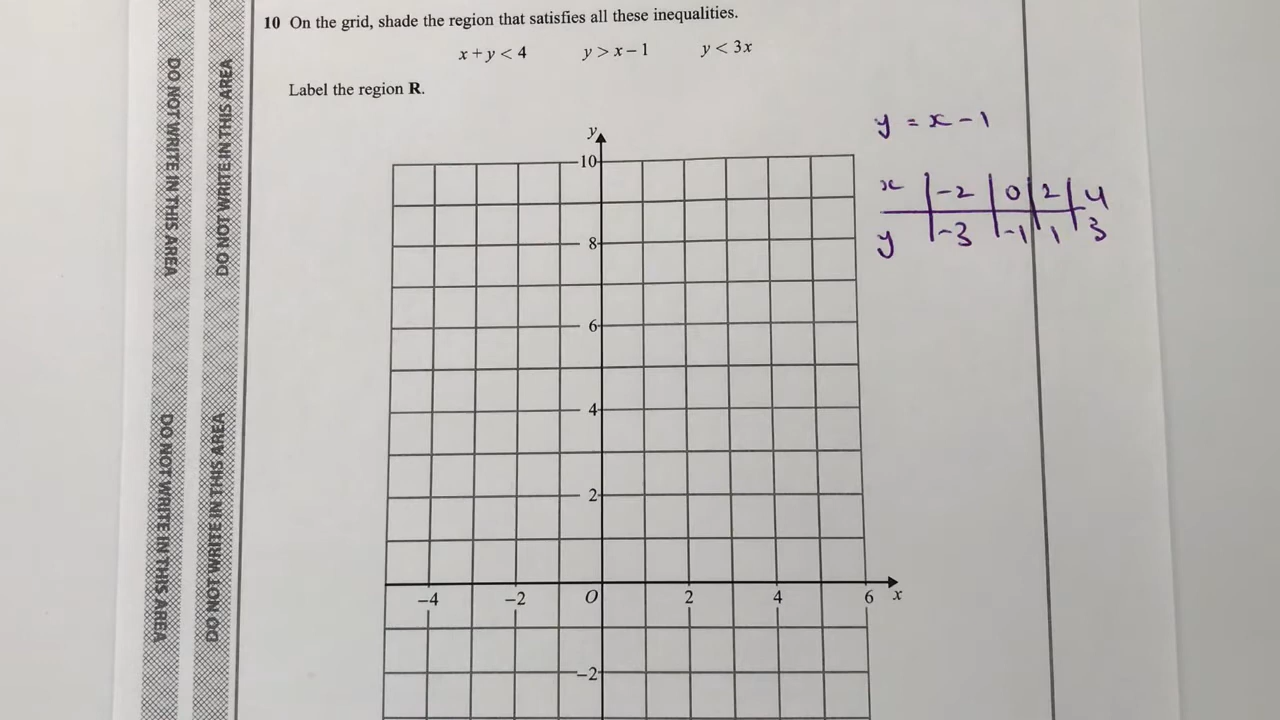 10 On the grid, shade the region that satisfies all these inequalities.
x + y < 4 y > x – 1 y < 3x
Label the region R.
y = x - 1
x -2 0 2 4
y -3 -1 1 3
y
10
8
6
4
2
-4 -2 O 2 4 6 x
-2
DO NOT WRITE IN THIS AREA
DO NOT WRITE IN THIS AREA
DO NOT WRITE IN THIS AREA
DO NOT WRITE IN THIS AREA